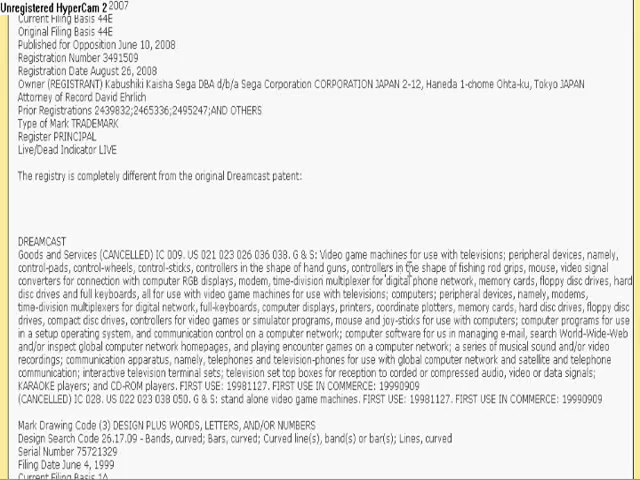 Unregistered HyperCam 2
2007
Current Filing Basis 44E
Original Filing Basis 44E
Published for Opposition June 10, 2008
Registration Number 3491509
Registration Date August 26, 2008
Owner (REGISTRANT) Kabushiki Kaisha Sega DBA d/b/a Sega Corporation CORPORATION JAPAN 2-12, Haneda 1-chome Ohta-ku, Tokyo JAPAN
Attorney of Record David Ehrlich
Prior Registrations 2439832;2465336;2495247;AND OTHERS
Type of Mark TRADEMARK
Register PRINCIPAL
Live/Dead Indicator LIVE
The registry is completely different from the original Dreamcast patent:
DREAMCAST
Goods and Services (CANCELLED) IC 009. US 021 023 026 036 038. G & S: Video game machines for use with televisions; peripheral devices, namely,
control-pads, control-wheels, control-sticks, controllers in the shape of hand guns, controllers in the shape of fishing rod grips, mouse, video signal
converters for connection with computer RGB displays, modem, time-division multiplexer for digital phone network, memory cards, floppy disc drives, hard
disc drives and full keyboards, all for use with video game machines for use with televisions; computers; peripheral devices, namely, modems,
time-division multiplexers for digital network, full-keyboards, computer displays, printers, coordinate plotters, memory cards, hard disc drives, floppy disc
drives, compact disc drives, controllers for video games or simulator programs, mouse and joy-sticks for use with computers; computer programs for use
in a setup operating system, and communication control on a computer network; computer software for us in managing e-mail, search World-Wide-Web
and/or inspect global computer network homepages, and playing encounter games on a computer network; a series of musical sound and/or video
recordings; communication apparatus, namely, telephones and television-phones for use with global computer network and satellite and telephone
communication; interactive television terminal sets; television set top boxes for reception to corded or compressed audio, video or data signals;
KARAOKE players; and CD-ROM players. FIRST USE: 19981127. FIRST USE IN COMMERCE: 19990909
(CANCELLED) IC 028. US 022 023 038 050. G & S: stand alone video game machines. FIRST USE: 19981127. FIRST USE IN COMMERCE: 19990909
Mark Drawing Code (3) DESIGN PLUS WORDS, LETTERS, AND/OR NUMBERS
Design Search Code 26.17.09 - Bands, curved; Bars, curved; Curved line(s), band(s) or bar(s); Lines, curved
Serial Number 75721329
Filing Date June 4, 1999
Current Filing Basis 1A